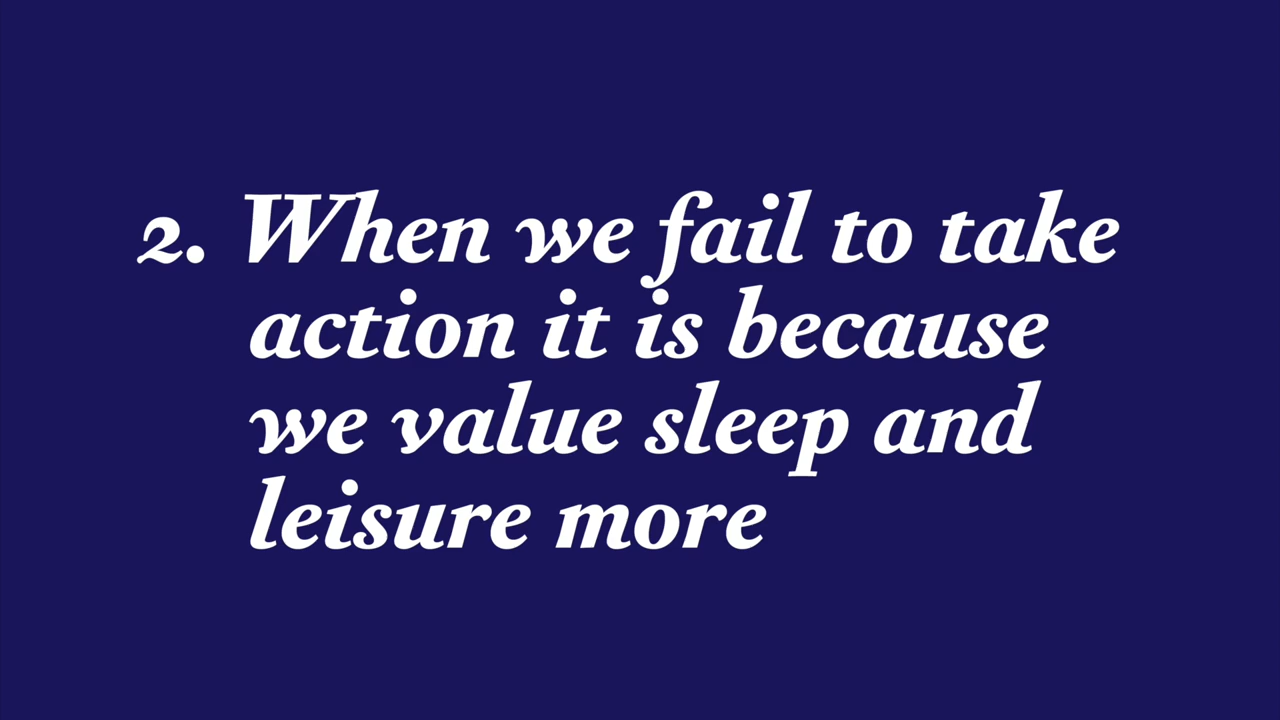 2. When we fail to take
action it is because
we value sleep and
leisure more